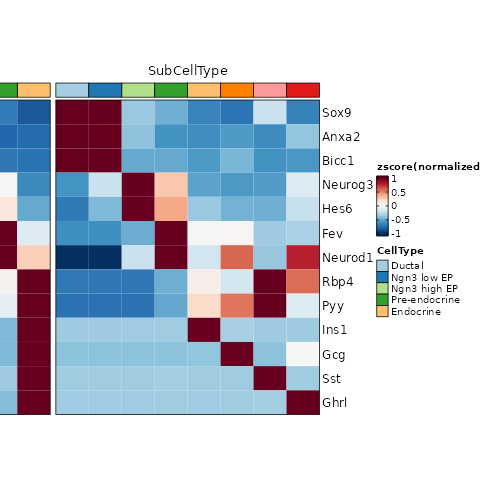 SubCellType
Sox9
Anxa2
Bicc1
Neurog3
Hes6
Fev
Neurod1
Rbp4
Pyy
Ins1
Gcg
Sst
Ghrl
zscore(normalized
1
0.5
0
-0.5
-1
CellType
Ductal
Ngn3 low EP
Ngn3 high EP
Pre-endocrine
Endocrine